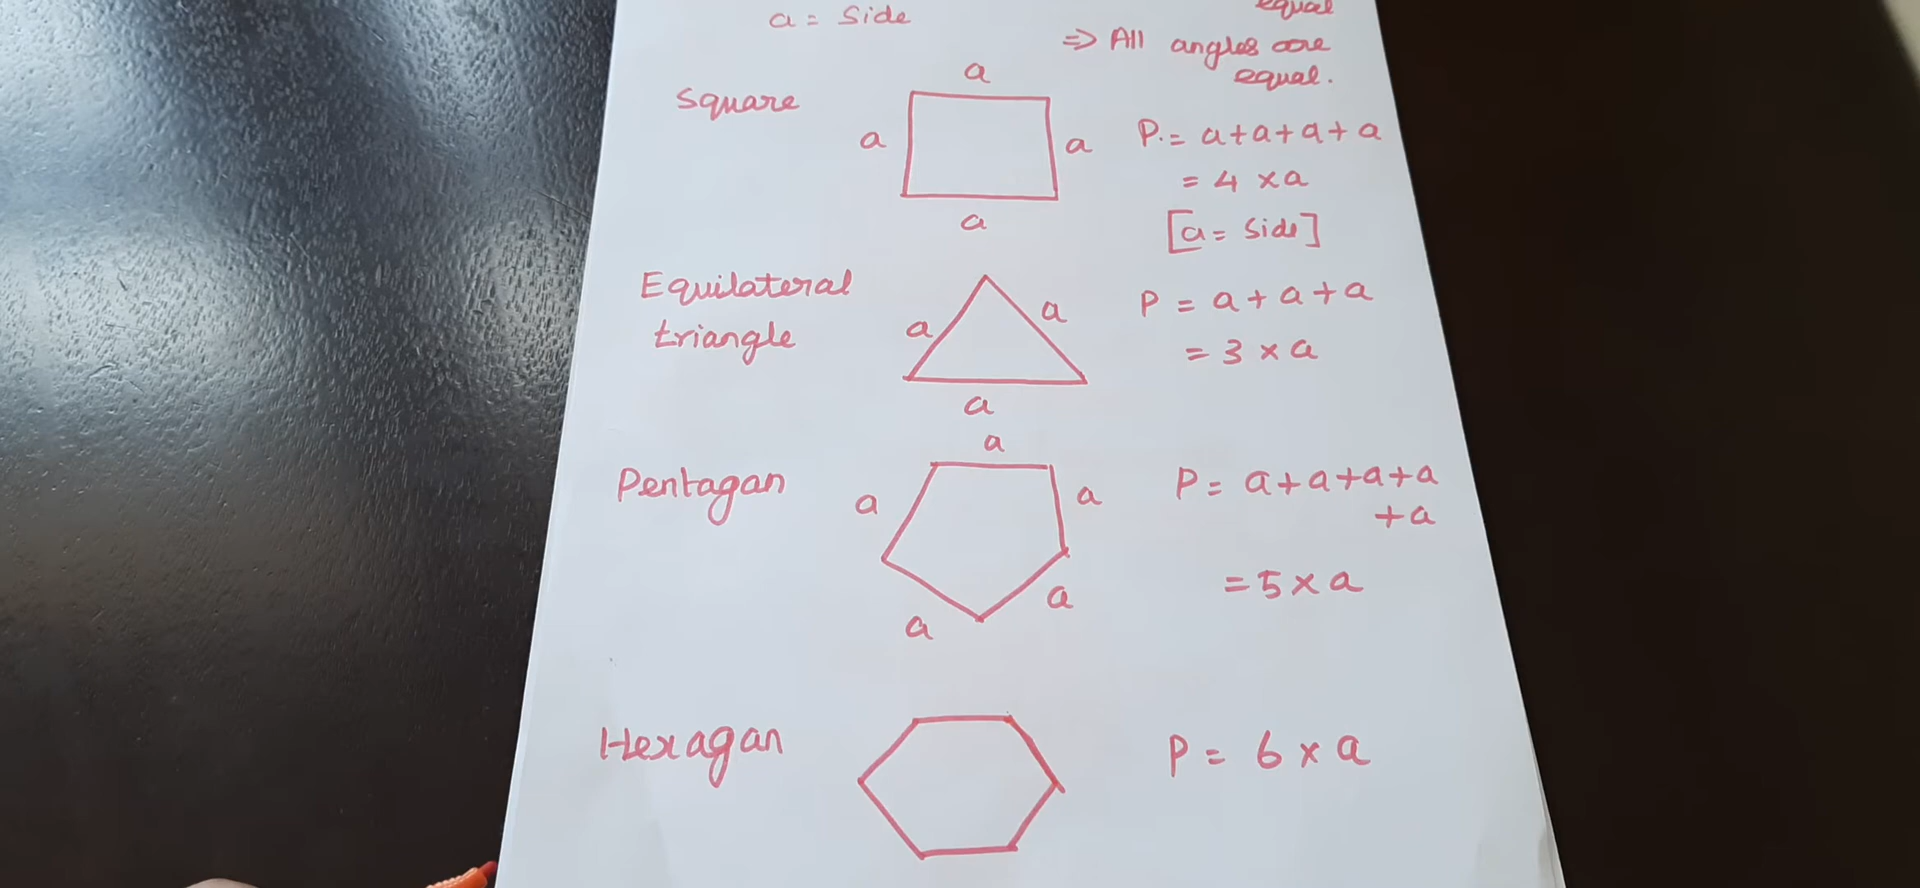 a = Side
equal
=> All angles are
equal.
Square
a
a
a
a
P. = a+a+a+a
= 4 × a
[a = Side]
Equilateral
triangle
a
a
a
P = a + a + a
= 3 × a
Pentagan
a
a
a
a
a
P = a+a+a+a
+a
= 5 × a
Hexagan
P = 6 × a